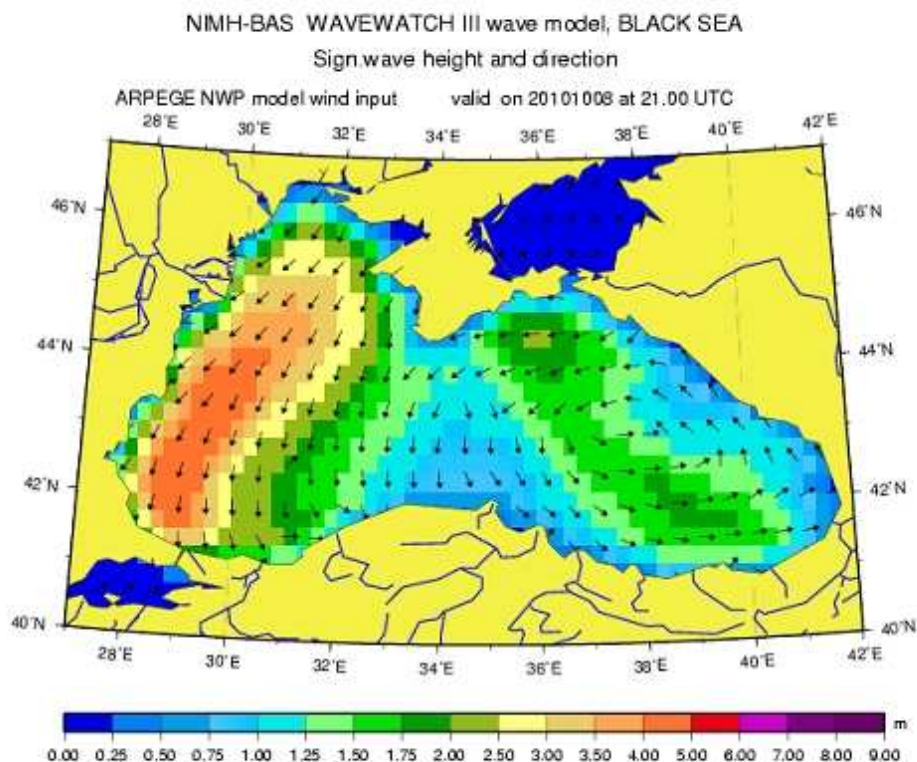 NIMH-BAS WAVEWATCH III wave model, BLACK SEA
Sign.wave height and direction
ARPEGE NWP model wind input valid on 20101008 at 21.00 UTC
28°E 30°E 32°E 34°E 36°E 38°E 40°E 42°E
46°N 46°N
44°N 44°N
42°N 42°N
40°N 40°N
28°E 30°E 32°E 34°E 36°E 38°E 40°E 42°E
m
0.00 0.25 0.50 0.75 1.00 1.25 1.50 1.75 2.00 2.50 3.00 3.50 4.00 5.00 6.00 7.00 8.00 9.00